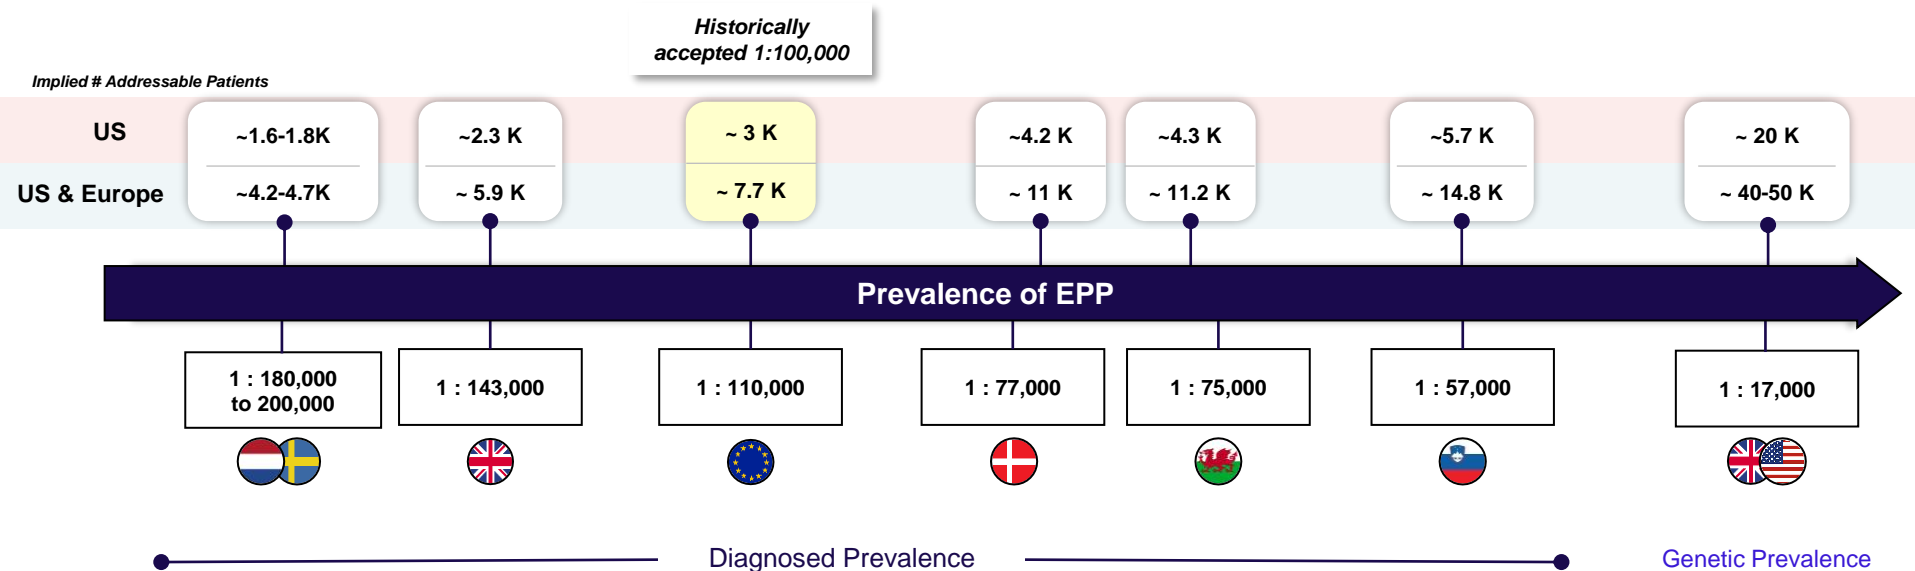 Historically
accepted 1:100,000
Implied # Addressable Patients
US
~1.6-1.8K
~2.3 K
~ 3 K
~4.2 K
~4.3 K
~5.7 K
~ 20 K
US & Europe
~4.2-4.7K
~ 5.9 K
~ 7.7 K
~ 11 K
~ 11.2 K
~ 14.8 K
~ 40-50 K
Prevalence of EPP
1 : 180,000
to 200,000
1 : 143,000
1 : 110,000
1 : 77,000
1 : 75,000
1 : 57,000
1 : 17,000
Diagnosed Prevalence
Genetic Prevalence